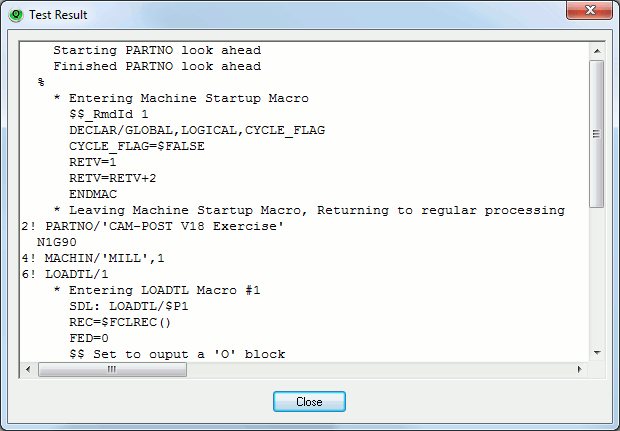 Test Result
Starting PARTNO look ahead
Finished PARTNO look ahead
%
* Entering Machine Startup Macro
$$_RmdId 1
DECLAR/GLOBAL,LOGICAL,CYCLE_FLAG
CYCLE_FLAG=$FALSE
RETV=1
RETV=RETV+2
ENDMAC
* Leaving Machine Startup Macro, Returning to regular processing
2! PARTNO/'CAM-POST V18 Exercise'
N1G90
4! MACHIN/'MILL',1
6! LOADTL/1
* Entering LOADTL Macro #1
SDL: LOADTL/$P1
REC=$FCLREC()
FED=0
$$ Set to ouput a 'O' block
Close